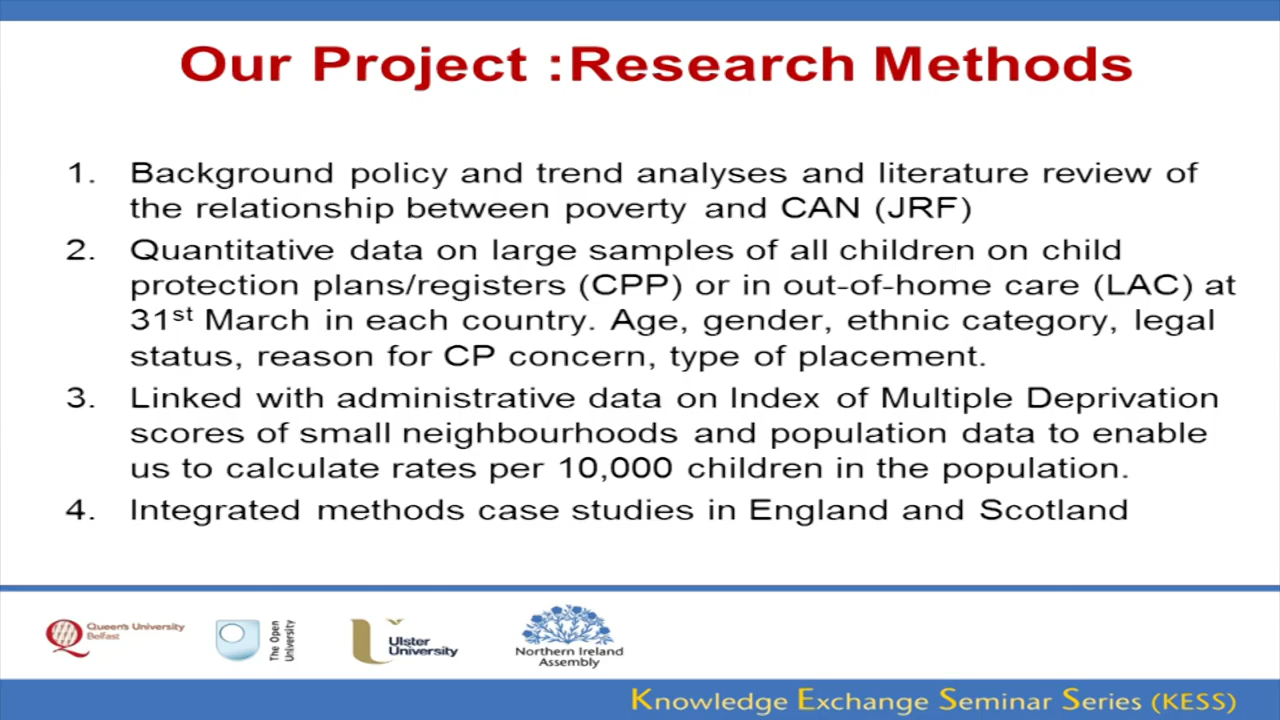 Our Project :Research Methods
1. Background policy and trend analyses and literature review of
the relationship between poverty and CAN (JRF)
2. Quantitative data on large samples of all children on child
protection plans/registers (CPP) or in out-of-home care (LAC) at
31st March in each country. Age, gender, ethnic category, legal
status, reason for CP concern, type of placement.
3. Linked with administrative data on Index of Multiple Deprivation
scores of small neighbourhoods and population data to enable
us to calculate rates per 10,000 children in the population.
4. Integrated methods case studies in England and Scotland
Queen's University
Belfast
The Open
University
Ulster
University
Northern Ireland
Assembly
Knowledge Exchange Seminar Series (KESS)